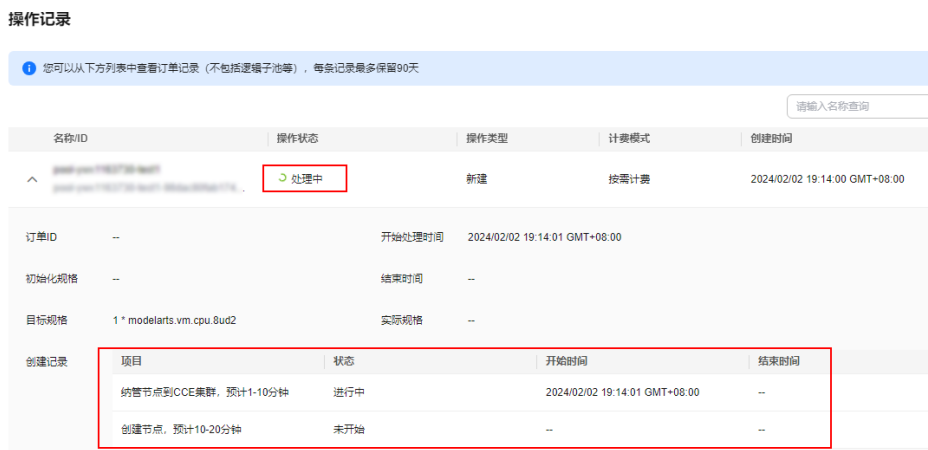 操作记录
您可以从下方列表中查看订单记录（不包括逻辑子池等），每条记录最多保留90天
请输入名称查询
名称/ID 操作状态 操作类型 计费模式 创建时间
处理中 新建 按需计费 2024/02/02 19:14:00 GMT+08:00
订单ID -- 开始处理时间 2024/02/02 19:14:01 GMT+08:00
初始化规格 -- 结束时间 --
目标规格 1 * modelarts.vm.cpu.8ud2 实际规格 --
创建记录 项目 状态 开始时间 结束时间
纳管节点到CCE集群，预计1-10分钟 进行中 2024/02/02 19:14:01 GMT+08:00 --
创建节点，预计10-20分钟 未开始 -- --